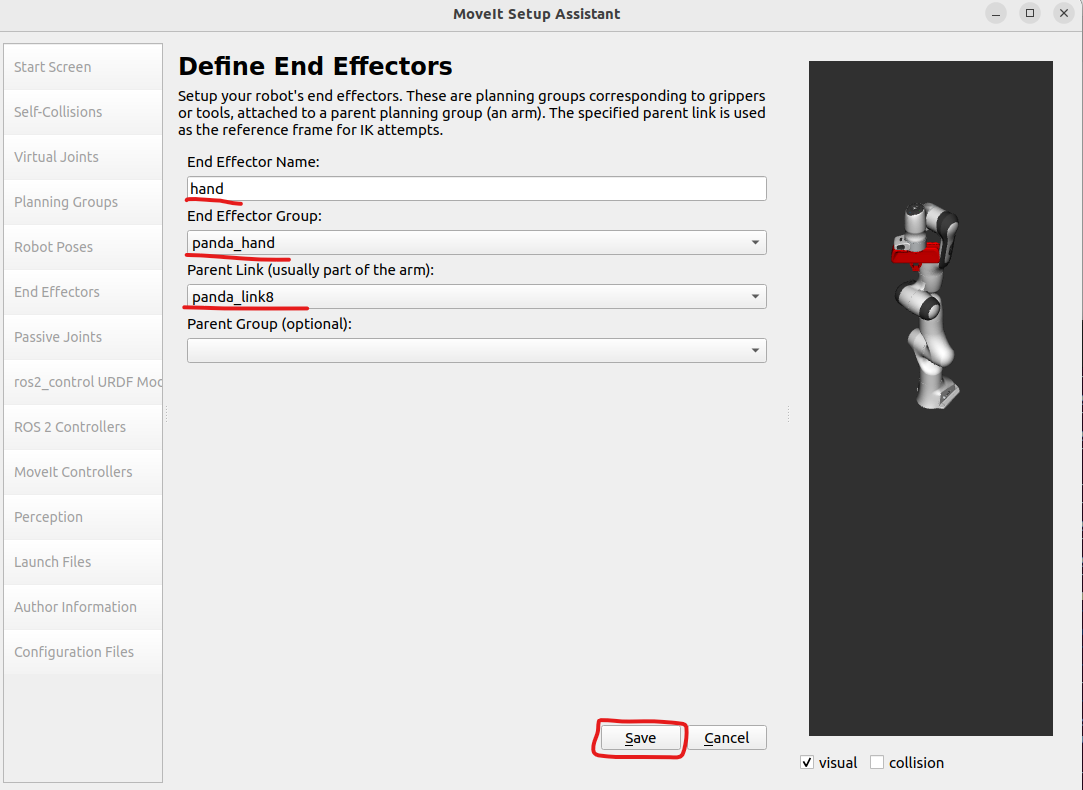 MoveIt Setup Assistant
Start Screen
Self-Collisions
Virtual Joints
Planning Groups
Robot Poses
End Effectors
Passive Joints
ros2_control URDF Moc
ROS 2 Controllers
MoveIt Controllers
Perception
Launch Files
Author Information
Configuration Files
Define End Effectors
Setup your robot's end effectors. These are planning groups corresponding to grippers
or tools, attached to a parent planning group (an arm). The specified parent link is used
as the reference frame for IK attempts.
End Effector Name:
hand
End Effector Group:
panda_hand
Parent Link (usually part of the arm):
panda_link8
Parent Group (optional):
Save
Cancel
visual
collision